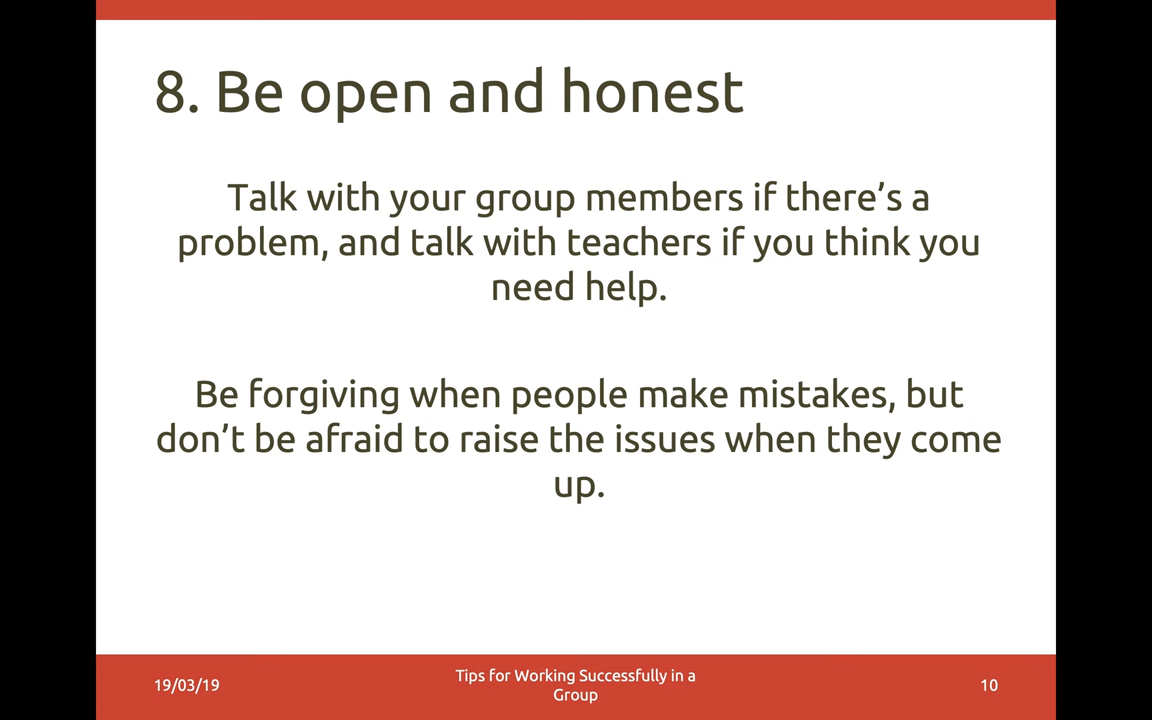 8. Be open and honest
Talk with your group members if there’s a
problem, and talk with teachers if you think you
need help.
Be forgiving when people make mistakes, but
don’t be afraid to raise the issues when they come
up.
19/03/19
Tips for Working Successfully in a
Group
10